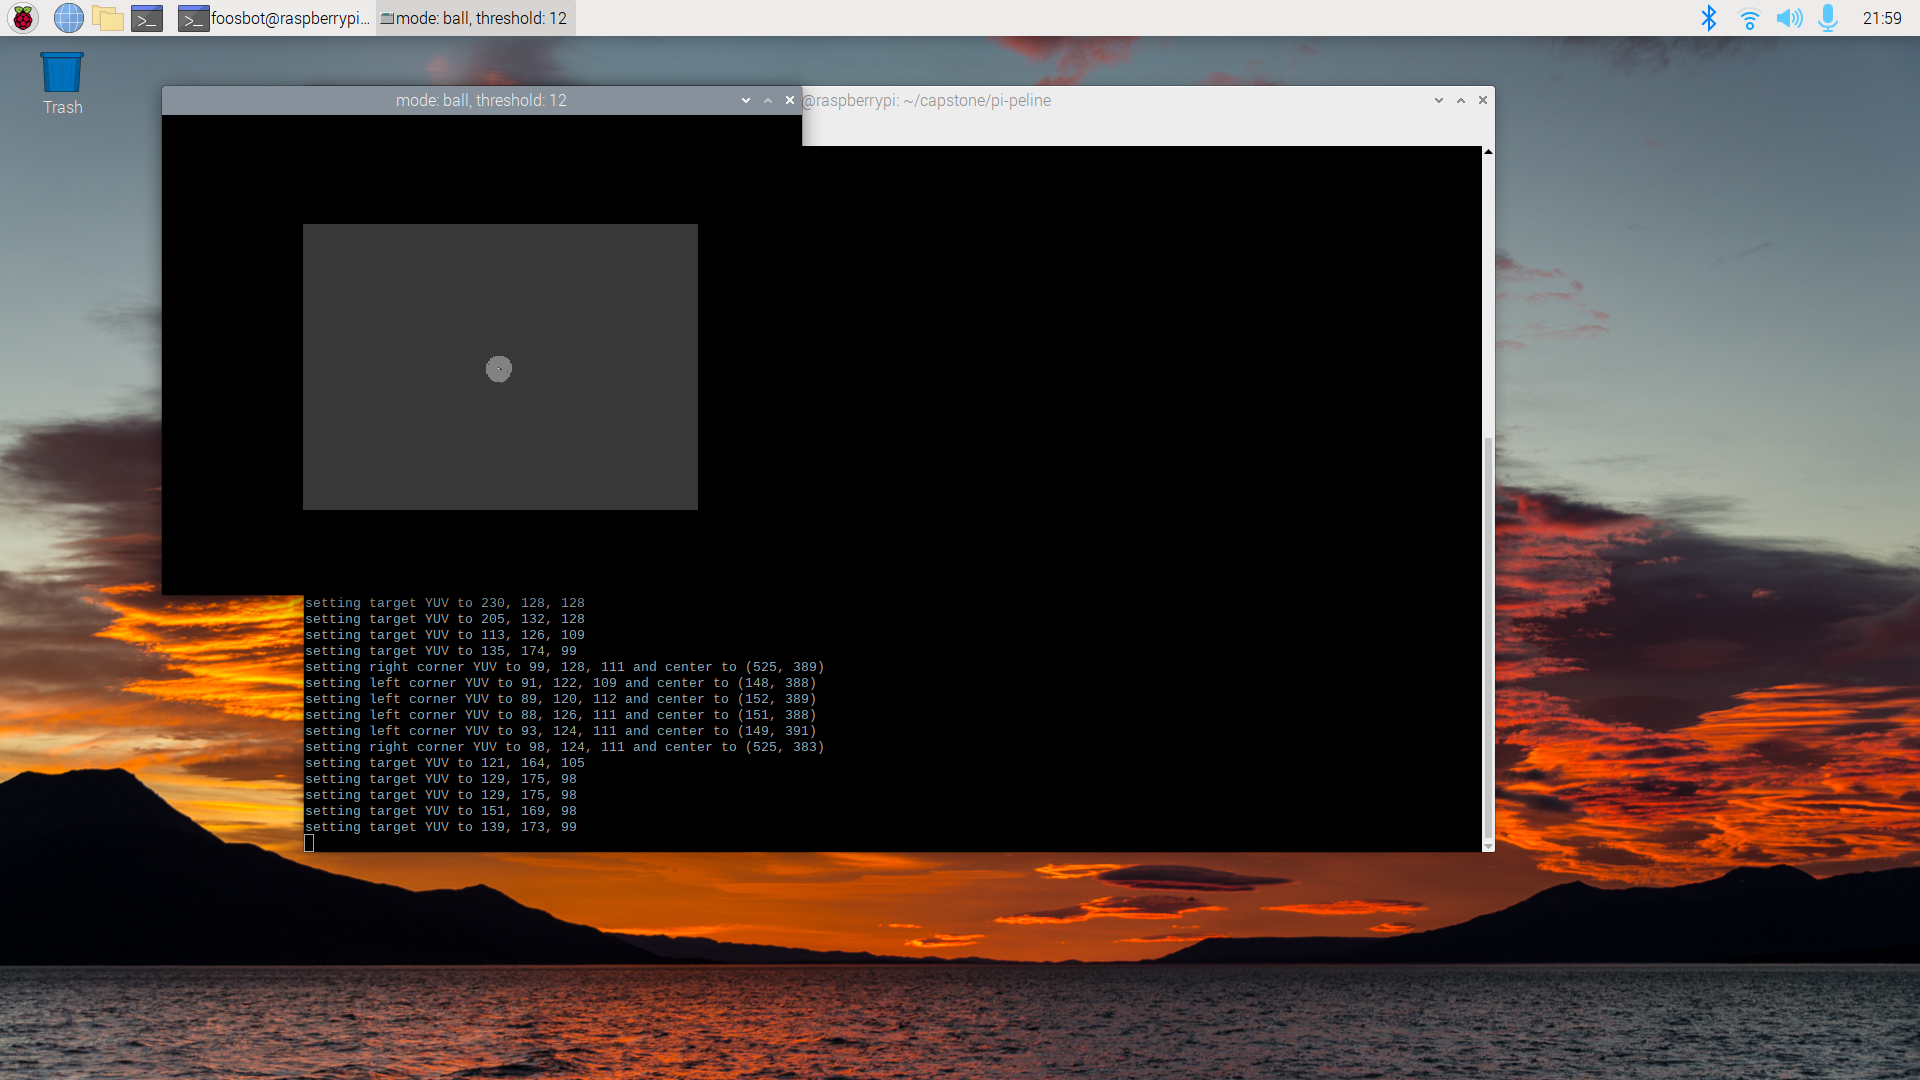 foosbot@raspberrypi...
mode: ball, threshold: 12
21:59
Trash
mode: ball, threshold: 12
@raspberrypi: ~/capstone/pi-peline
setting target YUV to 230, 128, 128
setting target YUV to 205, 132, 128
setting target YUV to 113, 126, 109
setting target YUV to 135, 174, 99
setting right corner YUV to 99, 128, 111 and center to (525, 389)
setting left corner YUV to 91, 122, 109 and center to (148, 388)
setting left corner YUV to 89, 120, 112 and center to (152, 389)
setting left corner YUV to 88, 126, 111 and center to (151, 388)
setting left corner YUV to 93, 124, 111 and center to (149, 391)
setting right corner YUV to 98, 124, 111 and center to (525, 383)
setting target YUV to 121, 164, 105
setting target YUV to 129, 175, 98
setting target YUV to 129, 175, 98
setting target YUV to 151, 169, 98
setting target YUV to 139, 173, 99